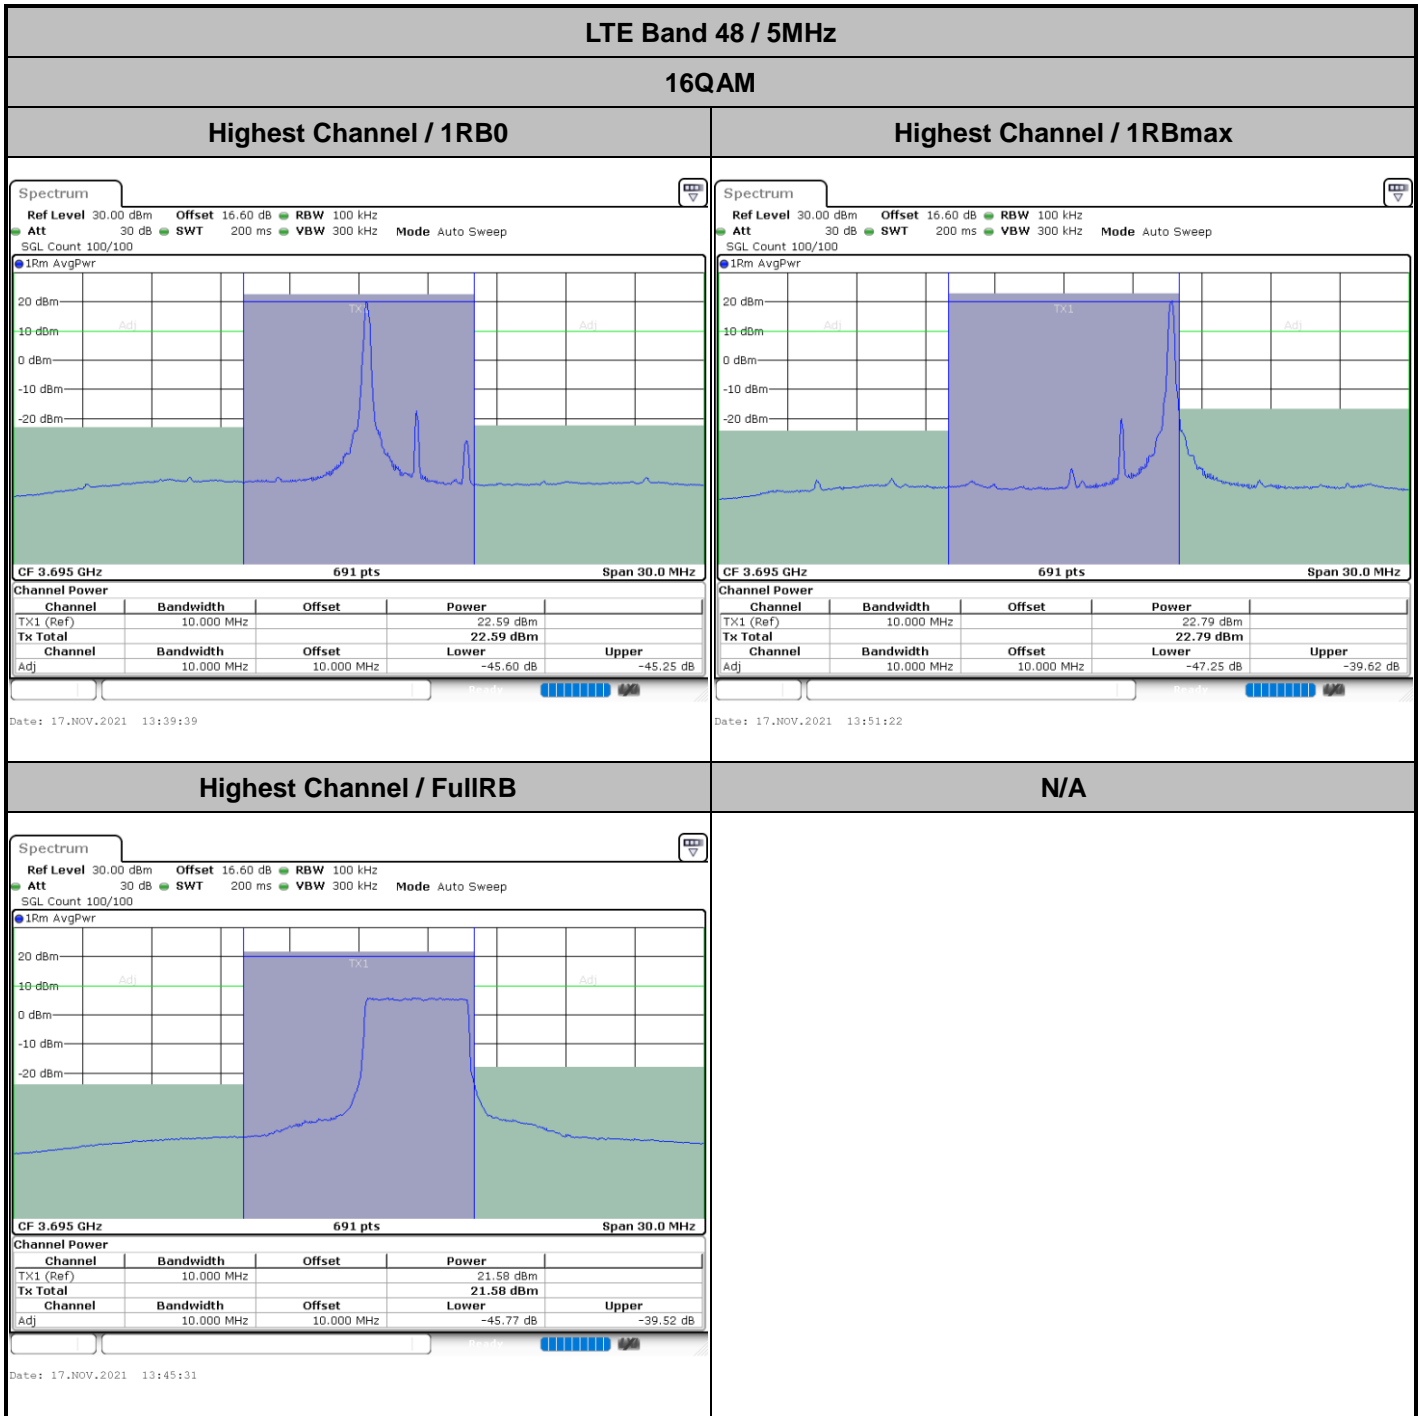 LTE Band 48 / 5MHz
16QAM
Highest Channel / 1RB0
Highest Channel / 1RBmax
Spectrum
Ref Level 30.00 dBm Offset 16.60 dB RBW 100 kHz
Att 30 dB SWT 200 ms VBW 300 kHz Mode Auto Sweep
SGL Count 100/100
1Rm AvgPwr
20 dBm
TX1
Adj
Adj
10 dBm
0 dBm
-10 dBm
-20 dBm
CF 3.695 GHz 691 pts Span 30.0 MHz
Channel Power
Channel Bandwidth Offset Power
TX1 (Ref) 10.000 MHz 22.59 dBm
Tx Total 22.59 dBm
Channel Bandwidth Offset Lower Upper
Adj 10.000 MHz 10.000 MHz -45.60 dB -45.25 dB
Ready
Date: 17.NOV.2021 13:39:39
Spectrum
Ref Level 30.00 dBm Offset 16.60 dB RBW 100 kHz
Att 30 dB SWT 200 ms VBW 300 kHz Mode Auto Sweep
SGL Count 100/100
1Rm AvgPwr
20 dBm
TX1
Adj
Adj
10 dBm
0 dBm
-10 dBm
-20 dBm
CF 3.695 GHz 691 pts Span 30.0 MHz
Channel Power
Channel Bandwidth Offset Power
TX1 (Ref) 10.000 MHz 22.79 dBm
Tx Total 22.79 dBm
Channel Bandwidth Offset Lower Upper
Adj 10.000 MHz 10.000 MHz -47.25 dB -39.62 dB
Ready
Date: 17.NOV.2021 13:51:22
Highest Channel / FullRB
N/A
Spectrum
Ref Level 30.00 dBm Offset 16.60 dB RBW 100 kHz
Att 30 dB SWT 200 ms VBW 300 kHz Mode Auto Sweep
SGL Count 100/100
1Rm AvgPwr
20 dBm
TX1
Adj
Adj
10 dBm
0 dBm
-10 dBm
-20 dBm
CF 3.695 GHz 691 pts Span 30.0 MHz
Channel Power
Channel Bandwidth Offset Power
TX1 (Ref) 10.000 MHz 21.58 dBm
Tx Total 21.58 dBm
Channel Bandwidth Offset Lower Upper
Adj 10.000 MHz 10.000 MHz -45.77 dB -39.52 dB
Ready
Date: 17.NOV.2021 13:45:31